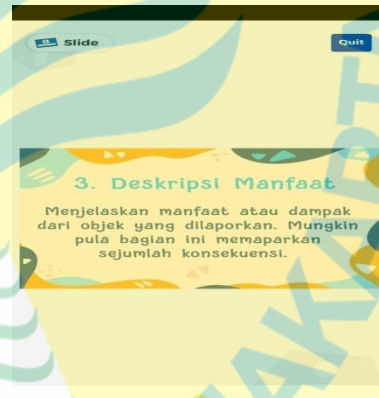 Slide
Quit
3. Deskripsi Manfaat
Menjelaskan manfaat atau dampak
dari objek yang dilaporkan. Mungkin
pula bagian ini memaparkan
sejumlah konsekuensi.